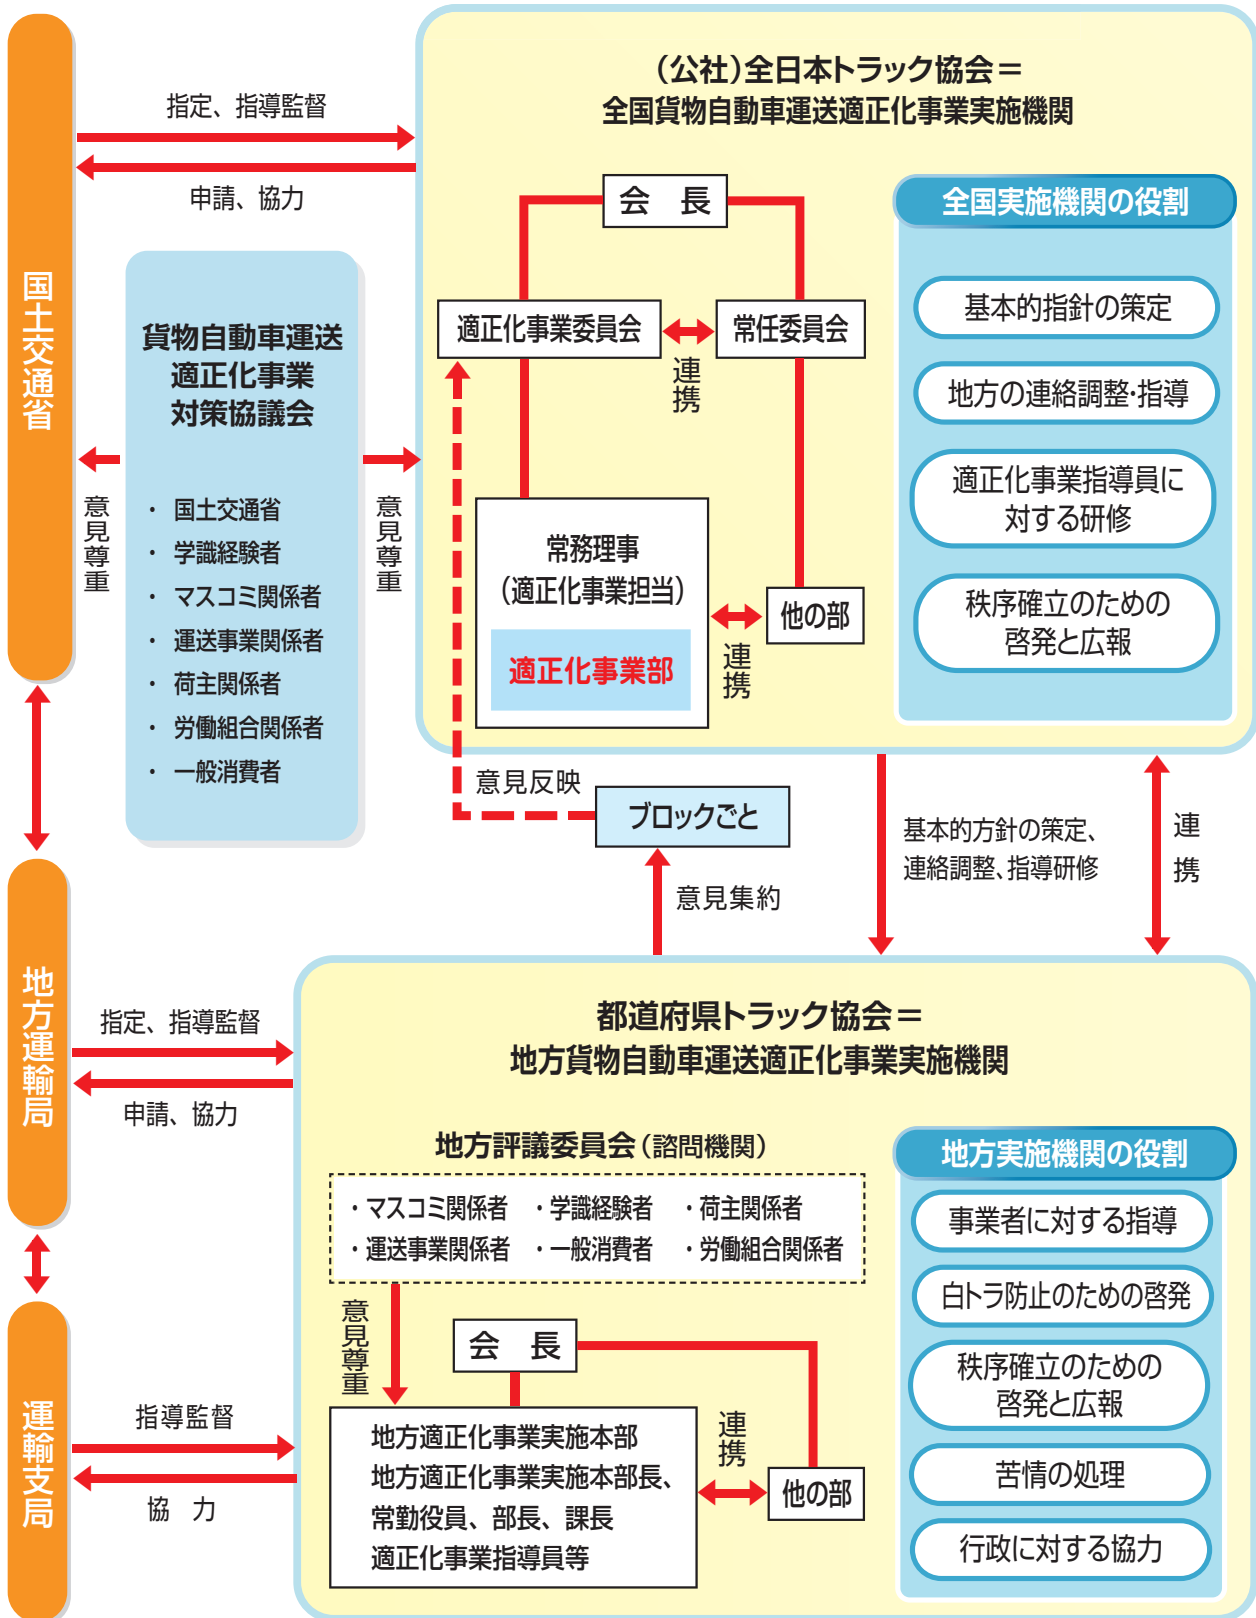 国土交通省
指定、指導監督
申請、協力
貨物自動車運送
適正化事業
対策協議会
・ 国土交通省
・ 学識経験者
・ マスコミ関係者
・ 運送事業関係者
・ 荷主関係者
・ 労働組合関係者
・ 一般消費者
意見尊重
意見尊重
(公社)全日本トラック協会＝
全国貨物自動車運送適正化事業実施機関
会　長
適正化事業委員会
連携
常任委員会
常務理事
(適正化事業担当)
適正化事業部
連携
他の部
全国実施機関の役割
基本的指針の策定
地方の連絡調整・指導
適正化事業指導員に
対する研修
秩序確立のための
啓発と広報
意見反映
ブロックごと
意見集約
基本的方針の策定、
連絡調整、指導研修
連携
地方運輸局
指定、指導監督
申請、協力
都道府県トラック協会＝
地方貨物自動車運送適正化事業実施機関
地方評議委員会(諮問機関)
・マスコミ関係者　・学識経験者　・荷主関係者
・運送事業関係者　・一般消費者　・労働組合関係者
意見尊重
会　長
地方適正化事業実施本部
地方適正化事業実施本部長、
常勤役員、部長、課長
適正化事業指導員等
連携
他の部
地方実施機関の役割
事業者に対する指導
白トラ防止のための啓発
秩序確立のための
啓発と広報
苦情の処理
行政に対する協力
運輸支局
指導監督
協　力